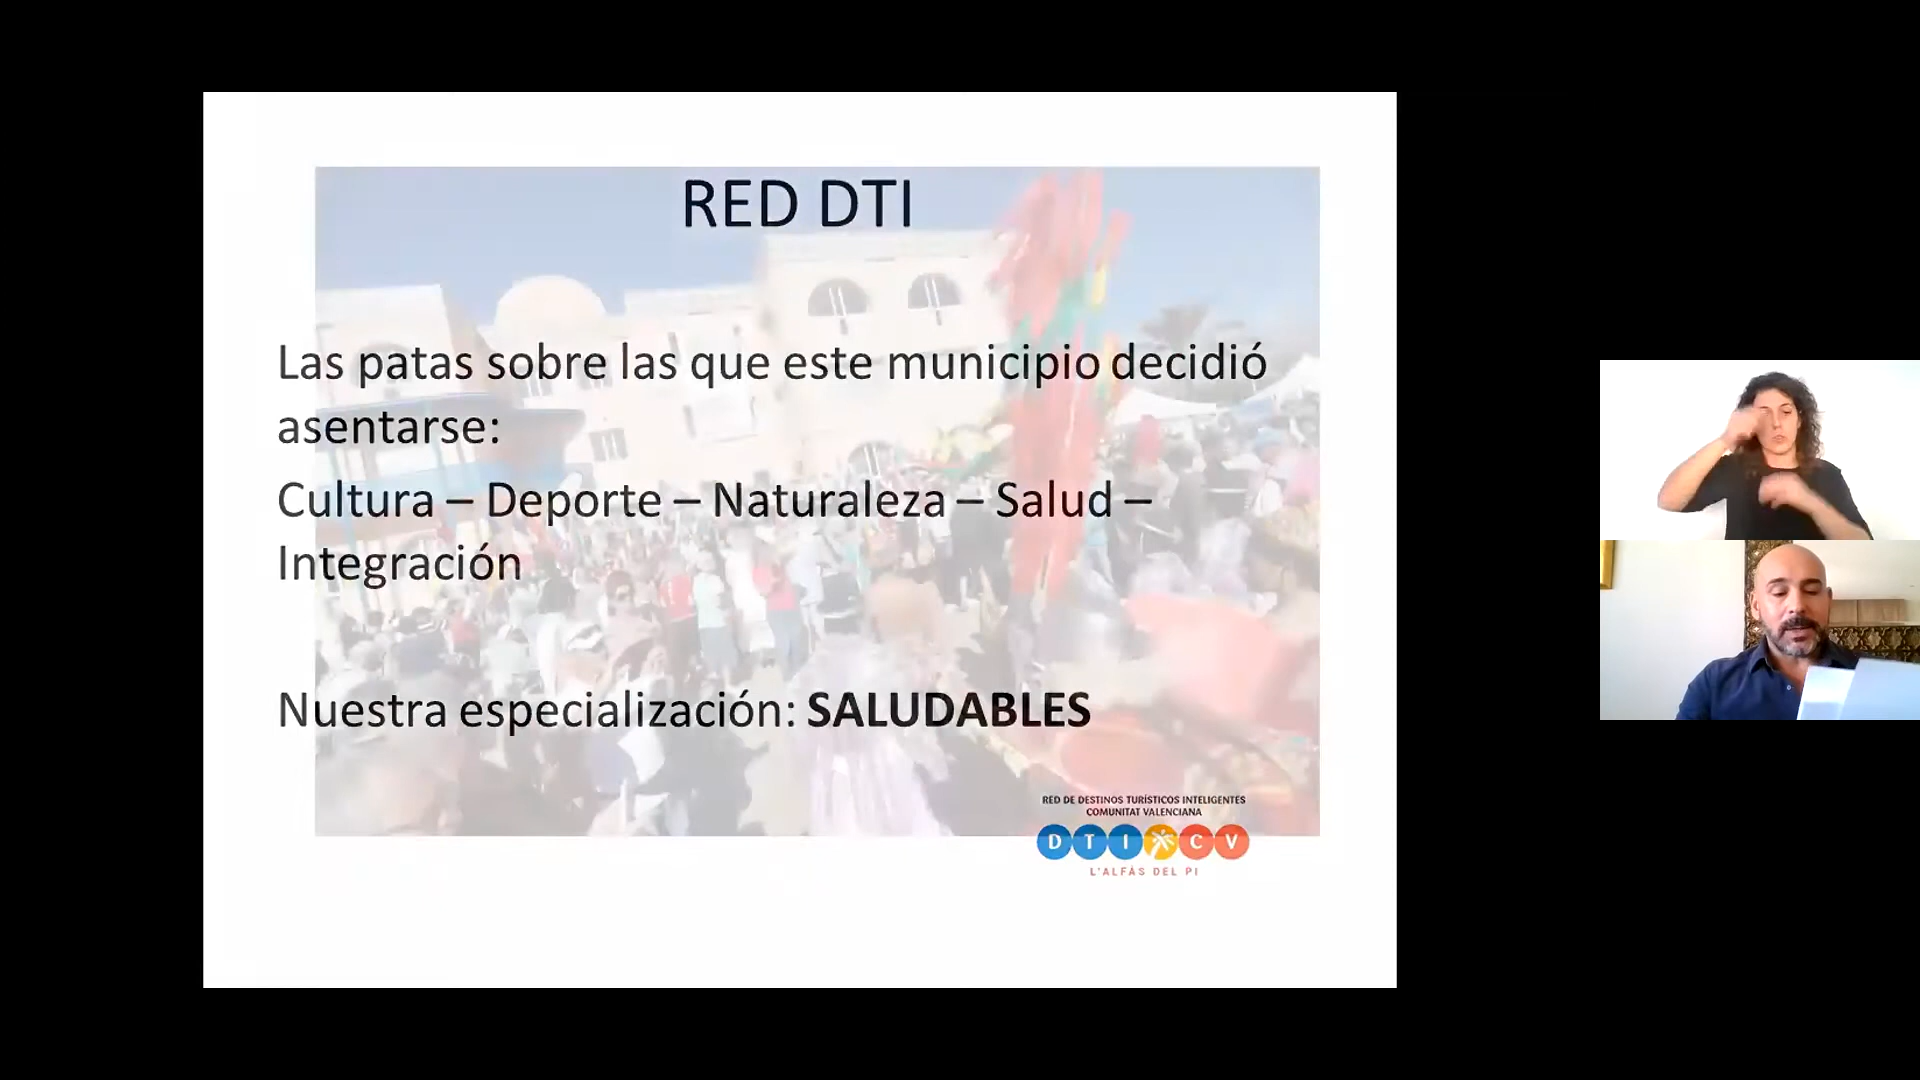 RED DTI
Las patas sobre las que este municipio decidió
asentarse:
Cultura – Deporte – Naturaleza – Salud –
Integración
Nuestra especialización: SALUDABLES
RED DE DESTINOS TURÍSTICOS INTELIGENTES
COMUNITAT VALENCIANA
D T I C V
L'ALFÀS DEL PI